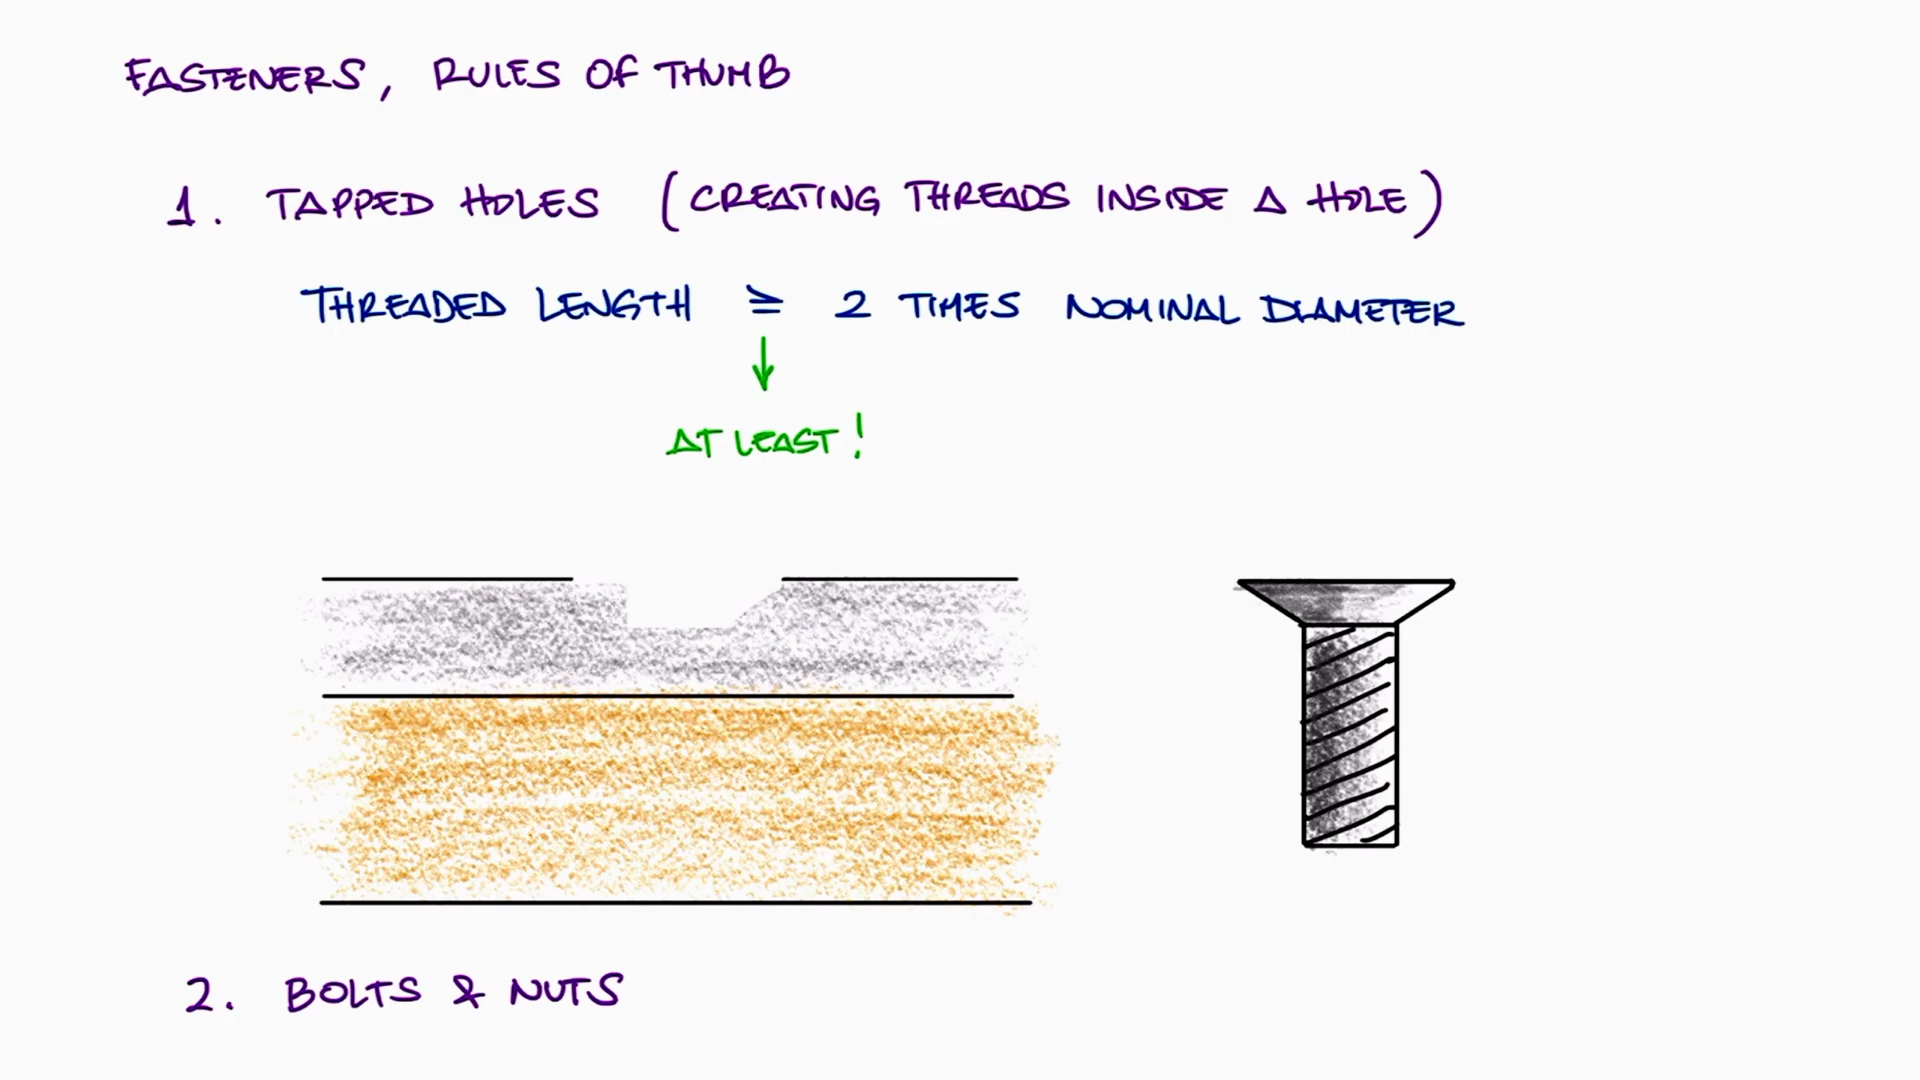 FASTENERS, RULES OF THUMB
1. TAPPED HOLES (CREATING THREADS INSIDE A HOLE)
THREADED LENGTH ≥ 2 TIMES NOMINAL DIAMETER
↓
AT LEAST!
2. BOLTS & NUTS